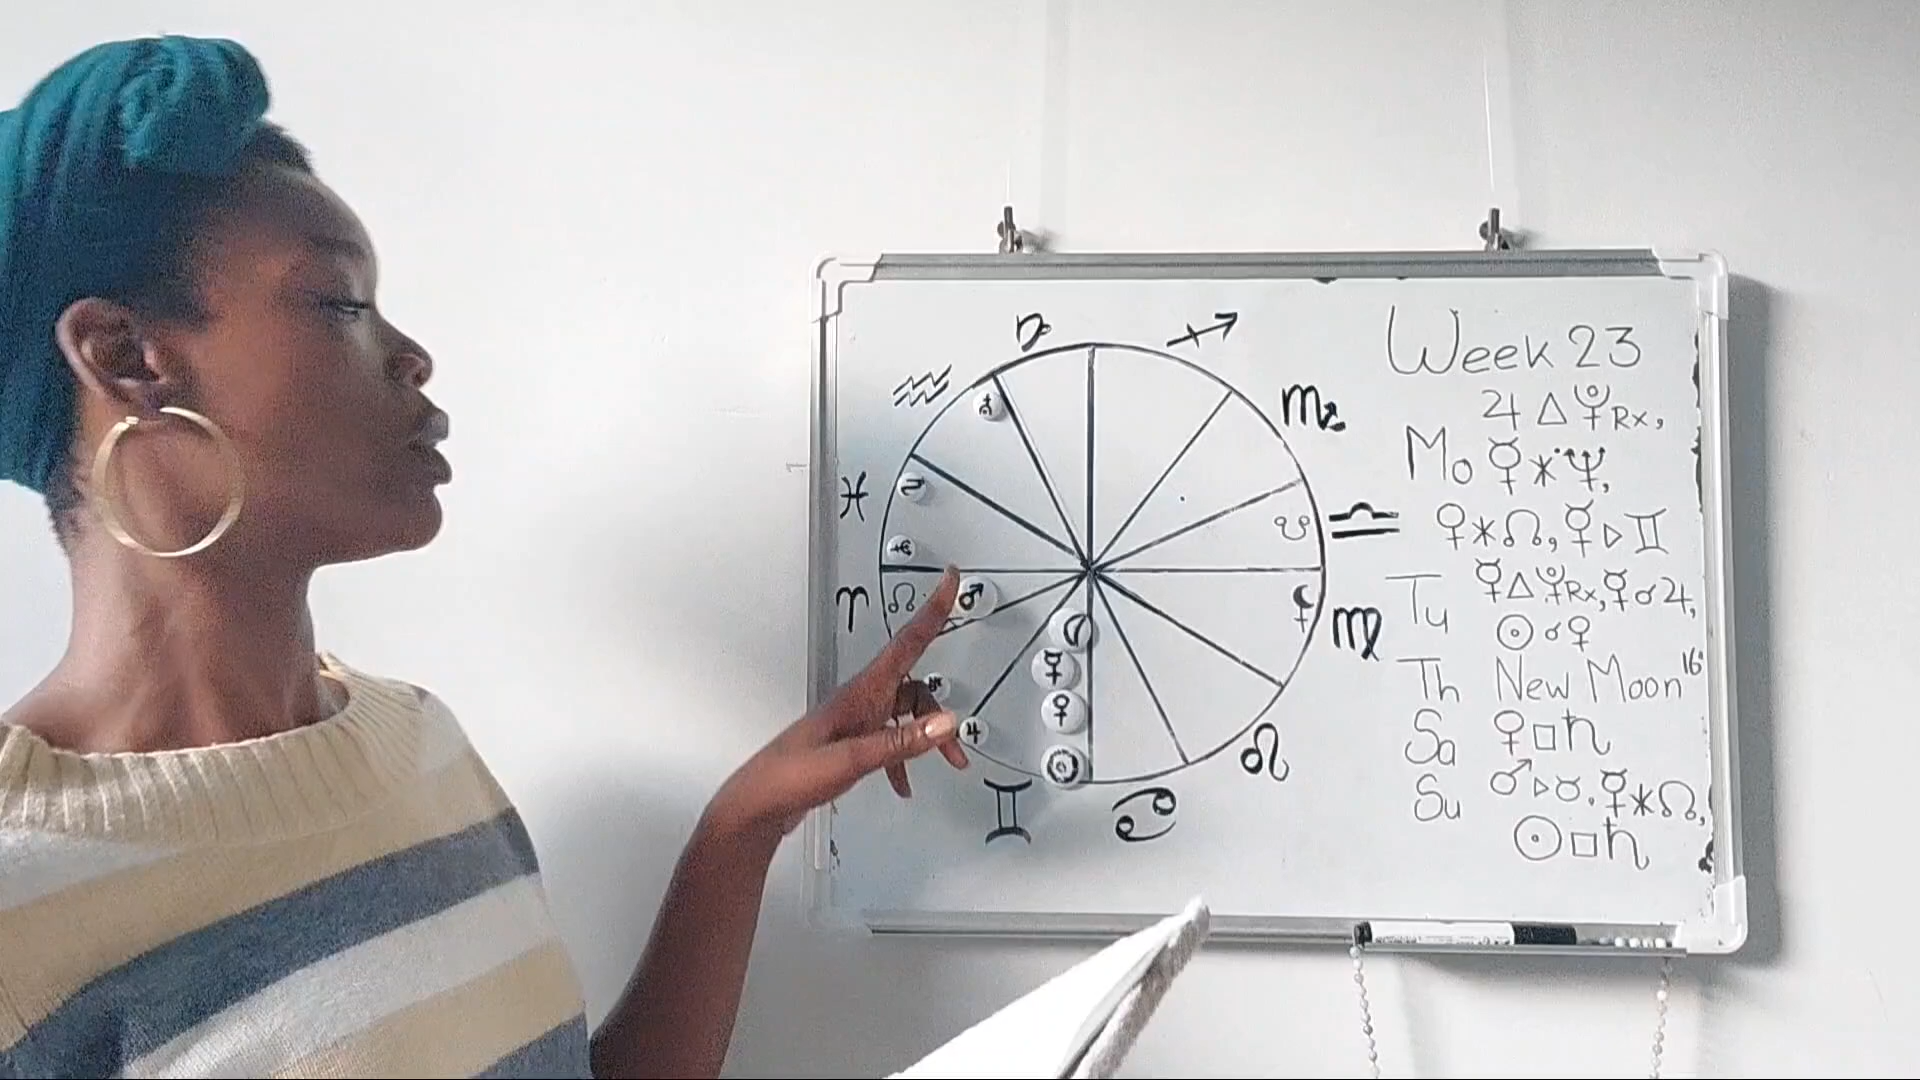 Week 23
♃ △ ⯓ Rx,
Mo ☿ ⚹ ♆,
♀ ⚹ ☊, ☿ ▷ ♊
Tu ☿ △ ⯓ Rx, ☿ ☌ ♃,
☉ ☌ ♀
Th New Moon 16°
Sa ♀ □ ♄
Su ♂ ▷ ♉, ☿ ⚹ ☊,
☉ □ ♄
♑ ♐
♒ ♏
♓ ♎
♈ ♍
♌
♊ ♋
☋
☊ ♂ ⚸
☾
☿
♀
♃
☉